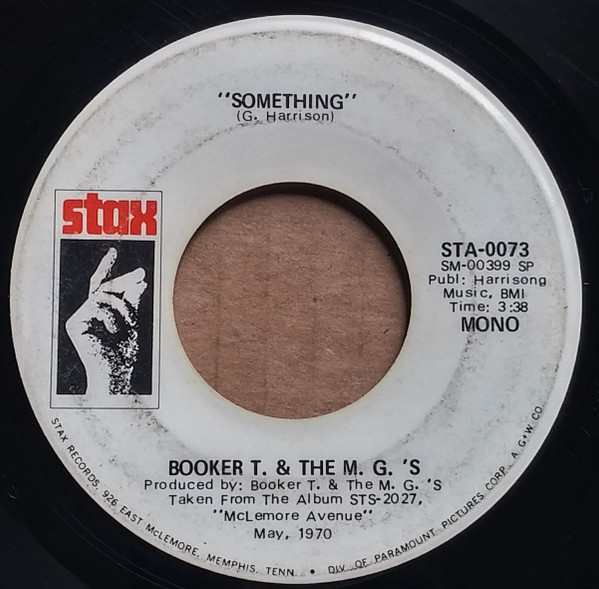 "SOMETHING"
(G. Harrison)
stax
STA-0073
SM-00399 SP
Publ: Harrisong
Music, BMI
Time: 3:38
MONO
BOOKER T. & THE M. G. 'S
Produced by: Booker T. & The M. G. 'S
Taken From The Album STS-2027,
"McLemore Avenue"
May, 1970
STAX RECORDS, 926 EAST McLEMORE, MEMPHIS, TENN. • DIV. OF PARAMOUNT PICTURES CORP. A G+W CO.